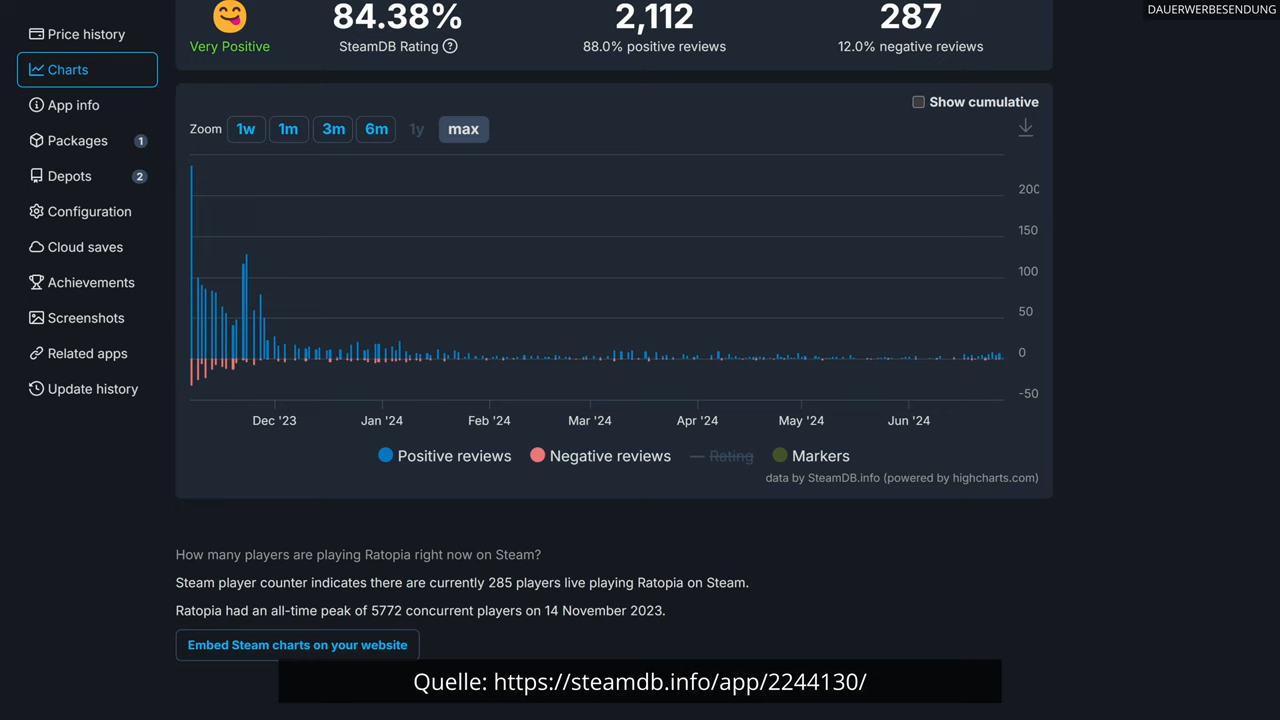 DAUERWERBESENDUNG
Price history
Charts
App info
Packages 1
Depots 2
Configuration
Cloud saves
Achievements
Screenshots
Related apps
Update history
84.38% 2,112 287
Very Positive SteamDB Rating ? 88.0% positive reviews 12.0% negative reviews
Show cumulative
Zoom 1w 1m 3m 6m 1y max
200
150
100
50
0
-50
Dec '23 Jan '24 Feb '24 Mar '24 Apr '24 May '24 Jun '24
Positive reviews Negative reviews Rating Markers
data by SteamDB.info (powered by highcharts.com)
How many players are playing Ratopia right now on Steam?
Steam player counter indicates there are currently 285 players live playing Ratopia on Steam.
Ratopia had an all-time peak of 5772 concurrent players on 14 November 2023.
Embed Steam charts on your website
Quelle: https://steamdb.info/app/2244130/